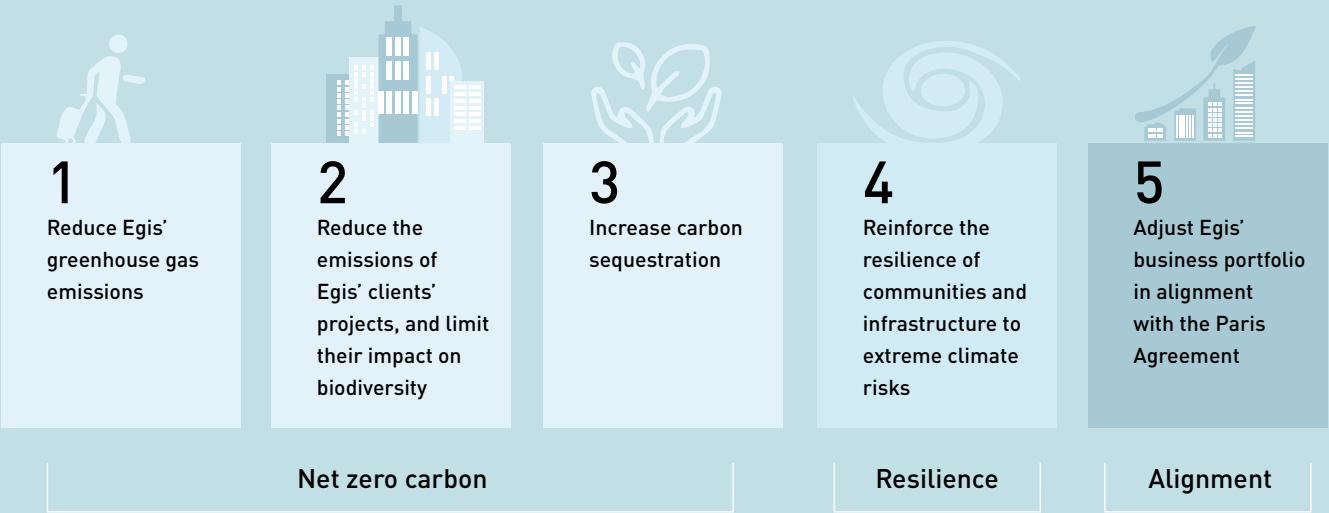 1
Reduce Egis’
greenhouse gas
emissions
2
Reduce the
emissions of
Egis’ clients’
projects, and limit
their impact on
biodiversity
3
Increase carbon
sequestration
4
Reinforce the
resilience of
communities and
infrastructure to
extreme climate
risks
5
Adjust Egis’
business portfolio
in alignment
with the Paris
Agreement
Net zero carbon
Resilience
Alignment